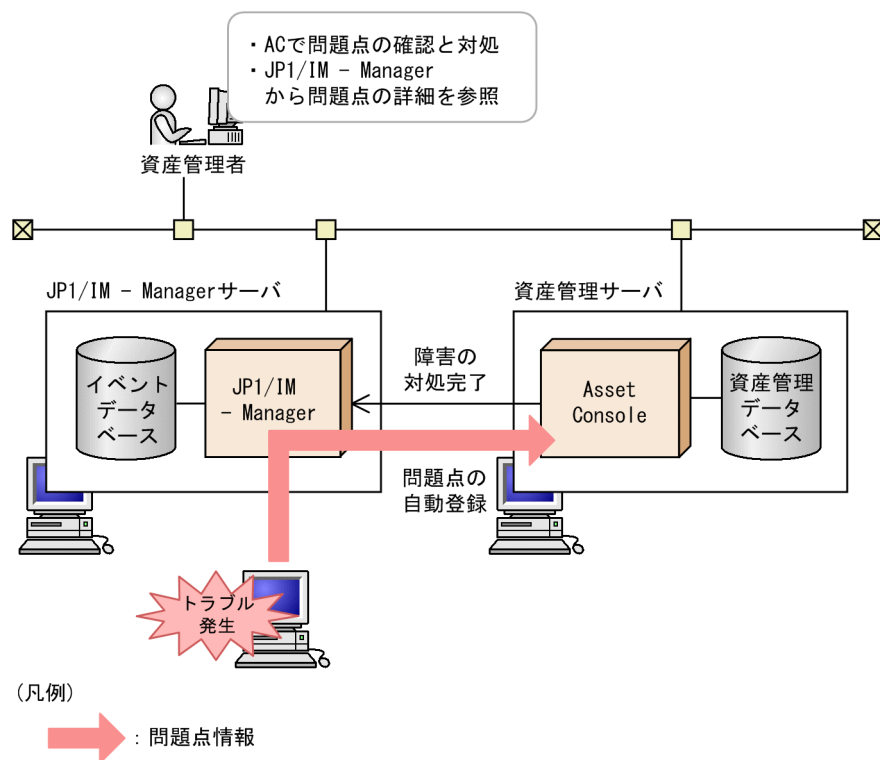 ・ACで問題点の確認と対処
・JP1/IM － Manager
から問題点の詳細を参照
資産管理者
JP1/IM － Managerサーバ
資産管理サーバ
イベント
データ
ベース
JP1/IM
－ Manager
障害の
対処完了
Asset
Console
資産管理
データ
ベース
問題点の
自動登録
トラブル
発生
(凡例)
：問題点情報